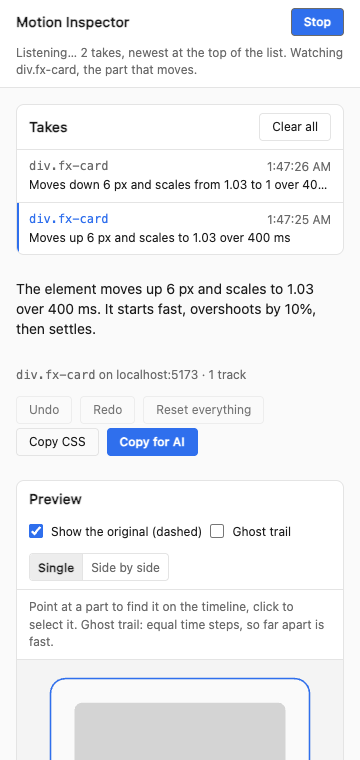 Motion Inspector
Stop
Listening... 2 takes, newest at the top of the list. Watching
div.fx-card, the part that moves.
Takes
Clear all
div.fx-card
1:47:26 AM
Moves down 6 px and scales from 1.03 to 1 over 40...
div.fx-card
1:47:25 AM
Moves up 6 px and scales to 1.03 over 400 ms
The element moves up 6 px and scales to 1.03
over 400 ms. It starts fast, overshoots by 10%,
then settles.
div.fx-card on localhost:5173 · 1 track
Undo
Redo
Reset everything
Copy CSS
Copy for AI
Preview
Show the original (dashed)
Ghost trail
Single
Side by side
Point at a part to find it on the timeline, click to
select it. Ghost trail: equal time steps, so far apart is
fast.